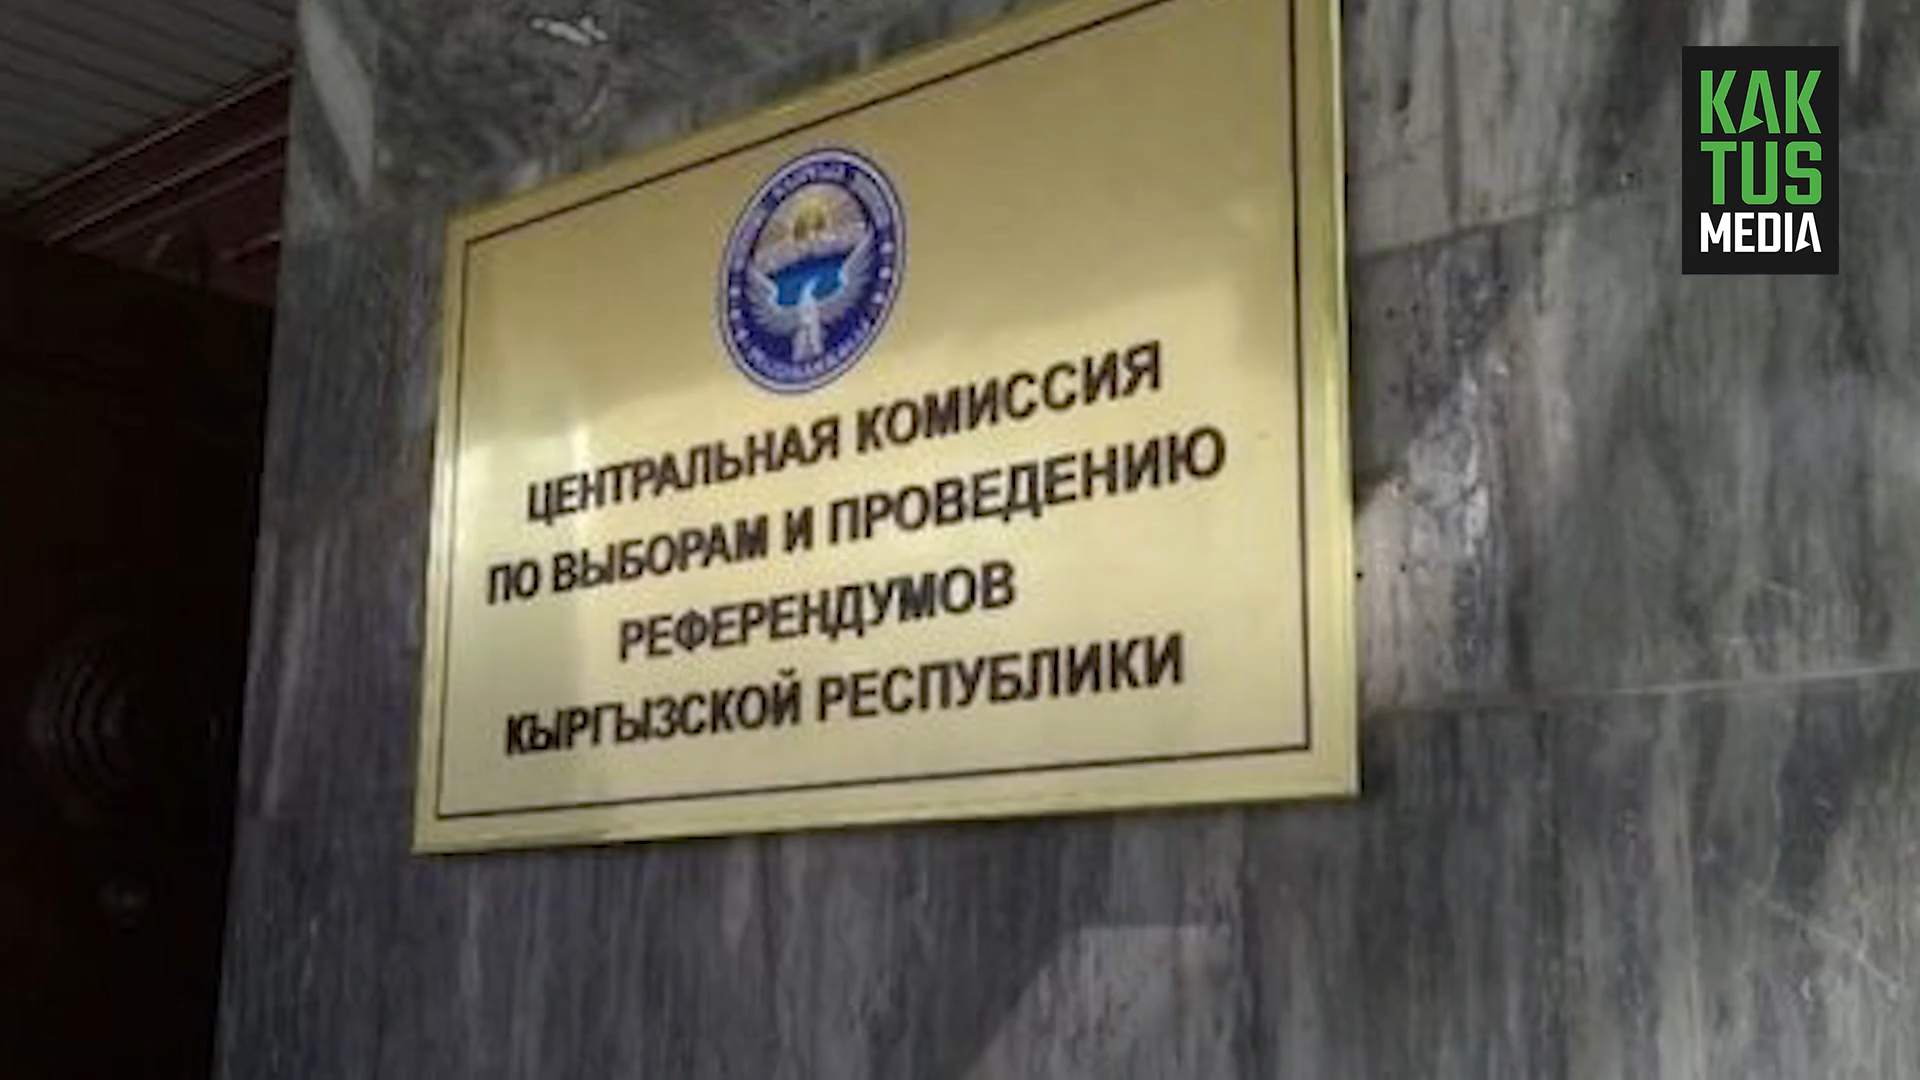 ЦЕНТРАЛЬНАЯ КОМИССИЯ
ПО ВЫБОРАМ И ПРОВЕДЕНИЮ
РЕФЕРЕНДУМОВ
КЫРГЫЗСКОЙ РЕСПУБЛИКИ
KAK
TUS
MEDIA